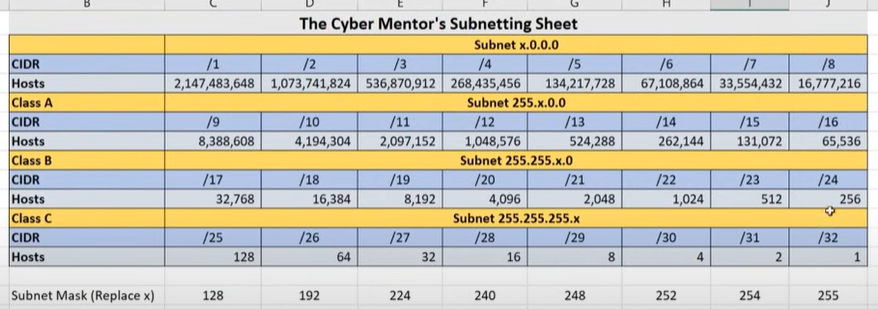 B C D E F G H I J
The Cyber Mentor's Subnetting Sheet
Subnet x.0.0.0
CIDR /1 /2 /3 /4 /5 /6 /7 /8
Hosts 2,147,483,648 1,073,741,824 536,870,912 268,435,456 134,217,728 67,108,864 33,554,432 16,777,216
Class A Subnet 255.x.0.0
CIDR /9 /10 /11 /12 /13 /14 /15 /16
Hosts 8,388,608 4,194,304 2,097,152 1,048,576 524,288 262,144 131,072 65,536
Class B Subnet 255.255.x.0
CIDR /17 /18 /19 /20 /21 /22 /23 /24
Hosts 32,768 16,384 8,192 4,096 2,048 1,024 512 256
Class C Subnet 255.255.255.x
CIDR /25 /26 /27 /28 /29 /30 /31 /32
Hosts 128 64 32 16 8 4 2 1
Subnet Mask (Replace x) 128 192 224 240 248 252 254 255